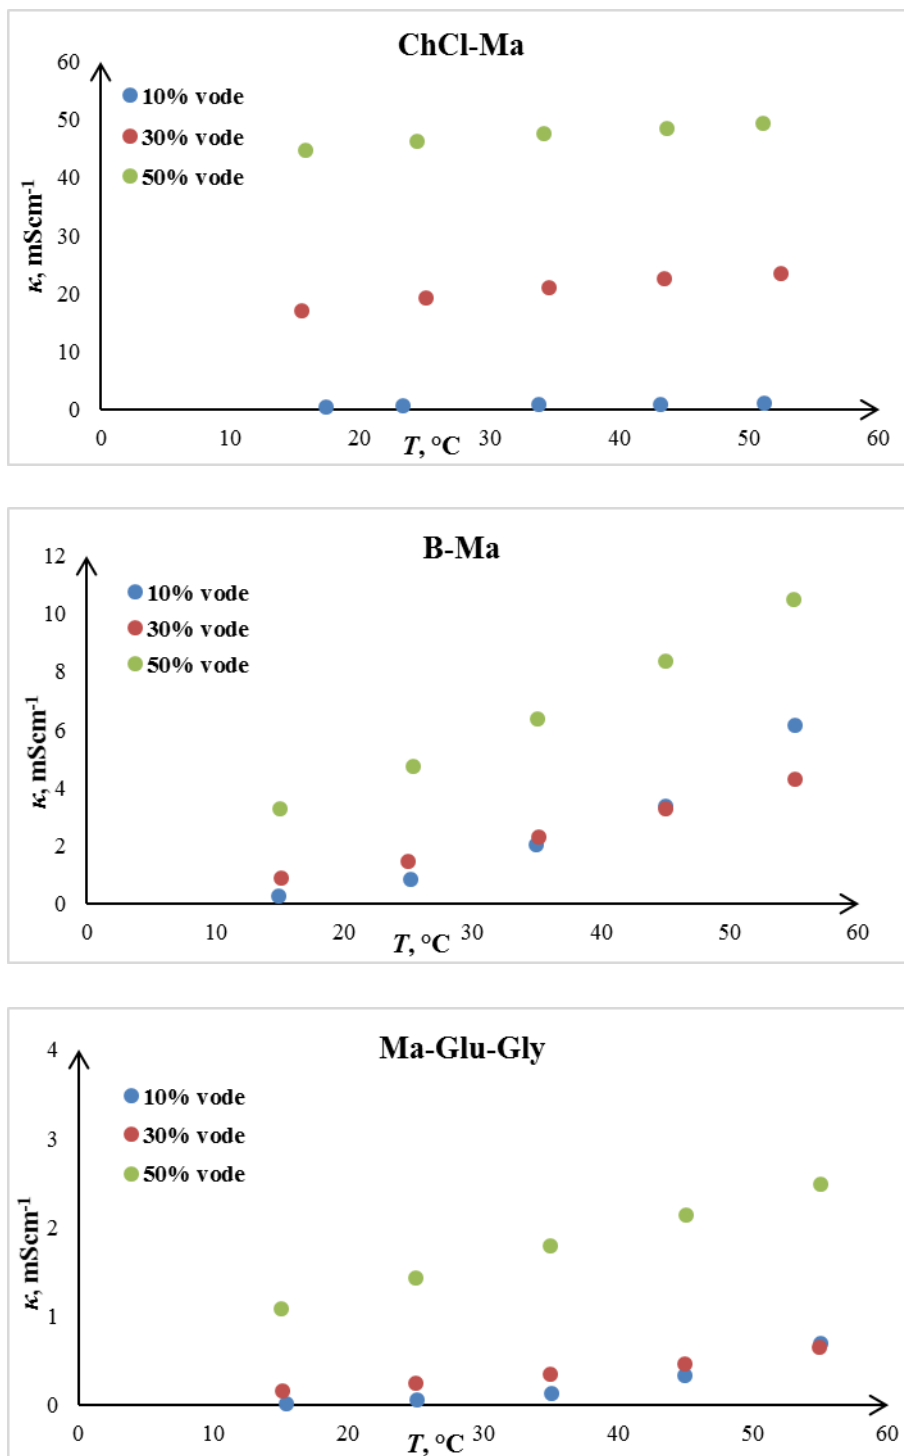 ChCl-Ma
60
50
40
30
20
10
0
κ, mScm-1
10% vode
30% vode
50% vode
0 10 20 30 40 50 60
T, °C
B-Ma
12
10
8
6
4
2
0
κ, mScm-1
10% vode
30% vode
50% vode
0 10 20 30 40 50 60
T, °C
Ma-Glu-Gly
4
3
2
1
0
κ, mScm-1
10% vode
30% vode
50% vode
0 10 20 30 40 50 60
T, °C